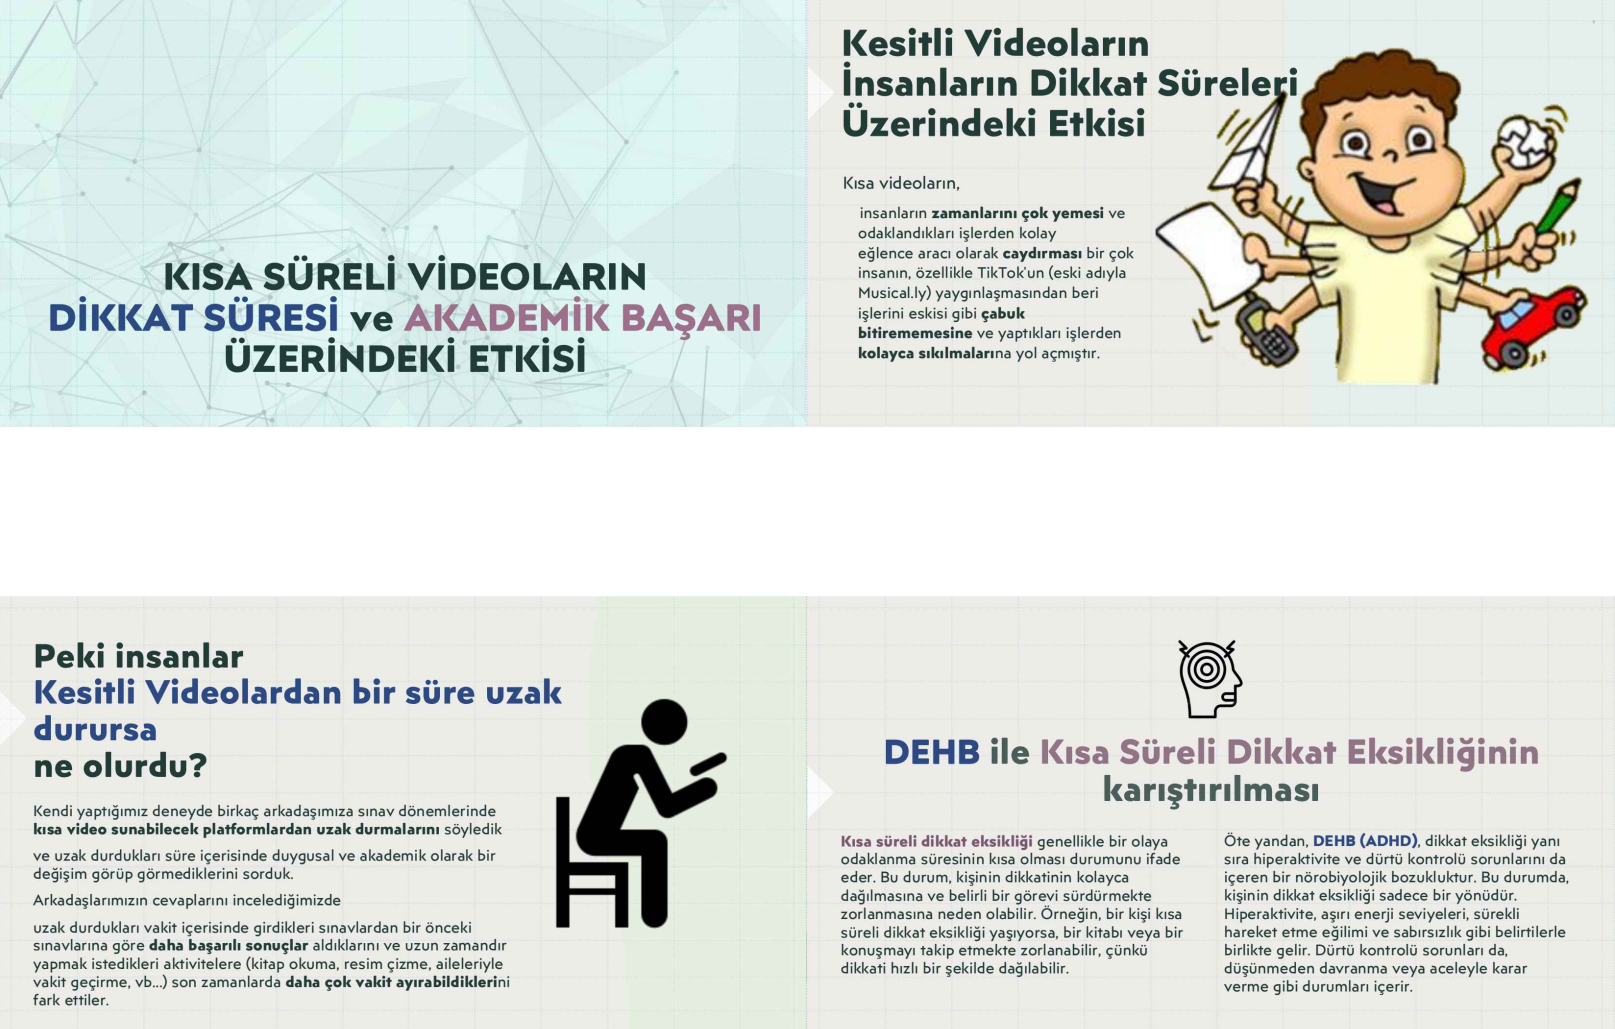 KISA SÜRELİ VİDEOLARIN
DİKKAT SÜRESİ ve AKADEMİK BAŞARI
ÜZERİNDEKİ ETKİSİ
Kesitli Videoların
İnsanların Dikkat Süreleri
Üzerindeki Etkisi
Kısa videoların,
insanların zamanlarını çok yemesi ve
odaklandıkları işlerden kolay
eğlence aracı olarak caydırması bir çok
insanın, özellikle TikTok'un (eski adıyla
Musical.ly) yaygınlaşmasından beri
işlerini eskisi gibi çabuk
bitirememesine ve yaptıkları işlerden
kolayca sıkılmalarına yol açmıştır.
Peki insanlar
Kesitli Videolardan bir süre uzak
durursa
ne olurdu?
Kendi yaptığımız deneyde birkaç arkadaşımıza sınav dönemlerinde
kısa video sunabilecek platformlardan uzak durmalarını söyledik
ve uzak durdukları süre içerisinde duygusal ve akademik olarak bir
değişim görüp görmediklerini sorduk.
Arkadaşlarımızın cevaplarını incelediğimizde
uzak durdukları vakit içerisinde girdikleri sınavlardan bir önceki
sınavlarına göre daha başarılı sonuçlar aldıklarını ve uzun zamandır
yapmak istedikleri aktivitelere (kitap okuma, resim çizme, aileleriyle
vakit geçirme, vb...) son zamanlarda daha çok vakit ayırabildiklerini
fark ettiler.
DEHB ile Kısa Süreli Dikkat Eksikliğinin
karıştırılması
Kısa süreli dikkat eksikliği genellikle bir olaya
odaklanma süresinin kısa olması durumunu ifade
eder. Bu durum, kişinin dikkatinin kolayca
dağılmasına ve belirli bir görevi sürdürmekte
zorlanmasına neden olabilir. Örneğin, bir kişi kısa
süreli dikkat eksikliği yaşıyorsa, bir kitabı veya bir
konuşmayı takip etmekte zorlanabilir, çünkü
dikkati hızlı bir şekilde dağılabilir.
Öte yandan, DEHB (ADHD), dikkat eksikliği yanı
sıra hiperaktivite ve dürtü kontrolü sorunlarını da
içeren bir nörobiyolojik bozukluktur. Bu durumda,
kişinin dikkat eksikliği sadece bir yönüdür.
Hiperaktivite, aşırı enerji seviyeleri, sürekli
hareket etme eğilimi ve sabırsızlık gibi belirtilerle
birlikte gelir. Dürtü kontrolü sorunları da,
düşünmeden davranma veya aceleyle karar
verme gibi durumları içerir.